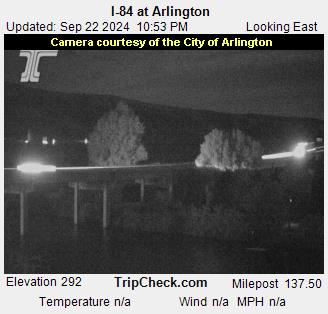 I-84 at Arlington
Updated: Sep 22 2024 10:53 PM Looking East
Camera courtesy of the City of Arlington
Elevation 292 TripCheck.com Milepost 137.50
Temperature n/a Wind n/a MPH n/a